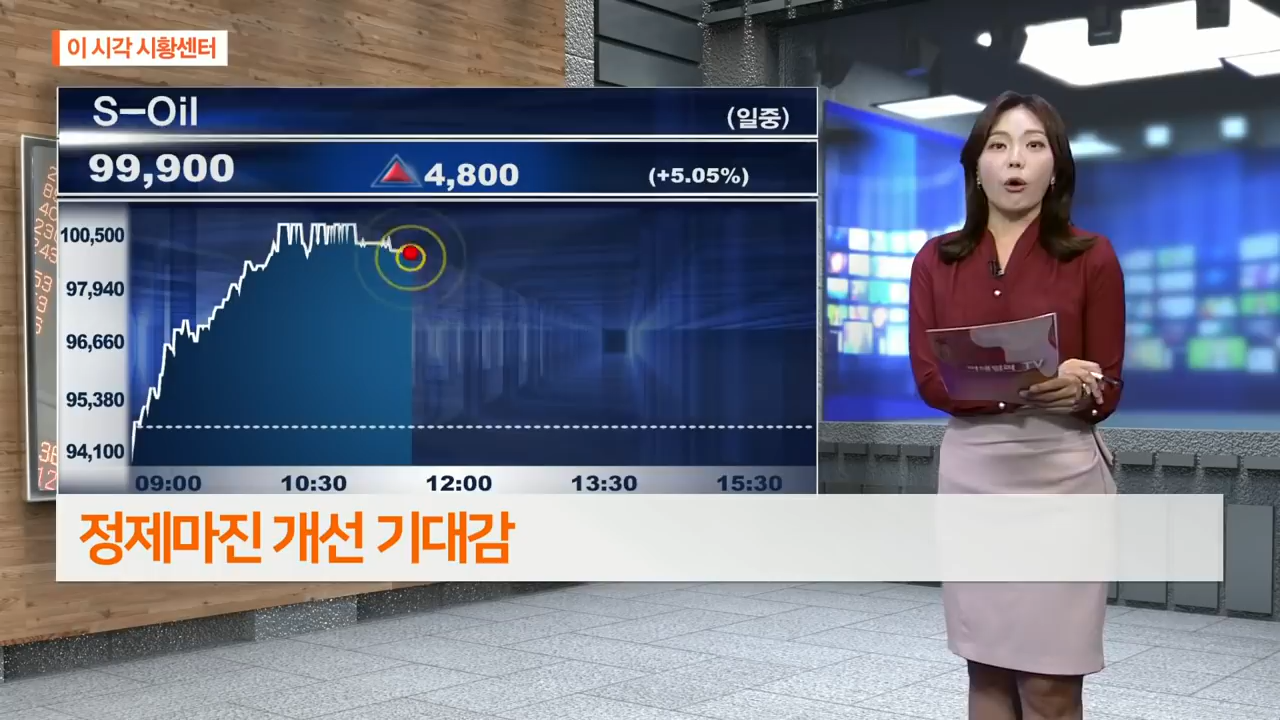 이 시각 시황센터
S-Oil
(일중)
99,900
4,800
(+5.05%)
100,500
97,940
96,660
95,380
94,100
09:00
10:30
12:00
13:30
15:30
TV
정제마진 개선 기대감